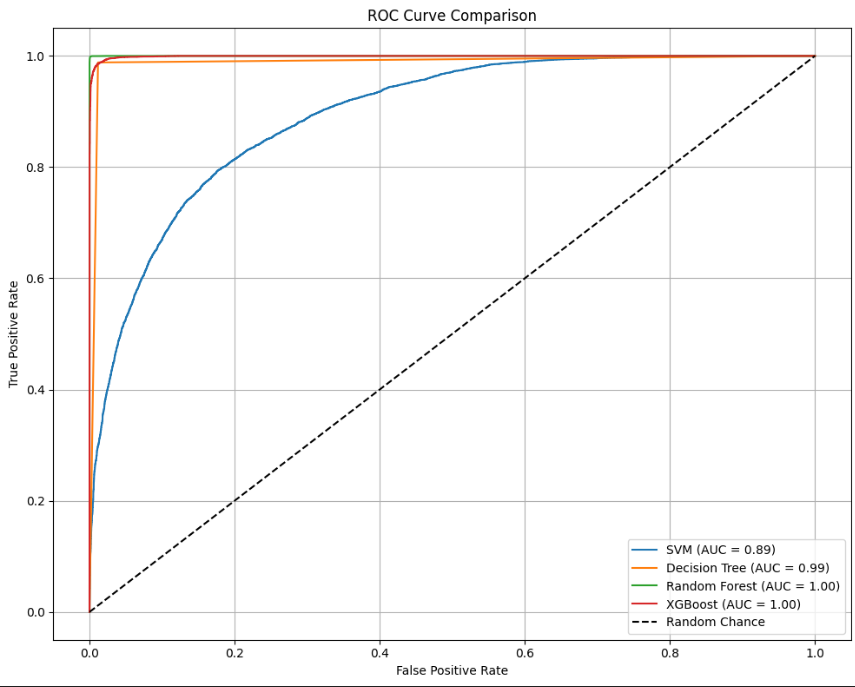 ROC Curve Comparison
True Positive Rate
1.0
0.8
0.6
0.4
0.2
0.0
0.0 0.2 0.4 0.6 0.8 1.0
False Positive Rate
SVM (AUC = 0.89)
Decision Tree (AUC = 0.99)
Random Forest (AUC = 1.00)
XGBoost (AUC = 1.00)
Random Chance